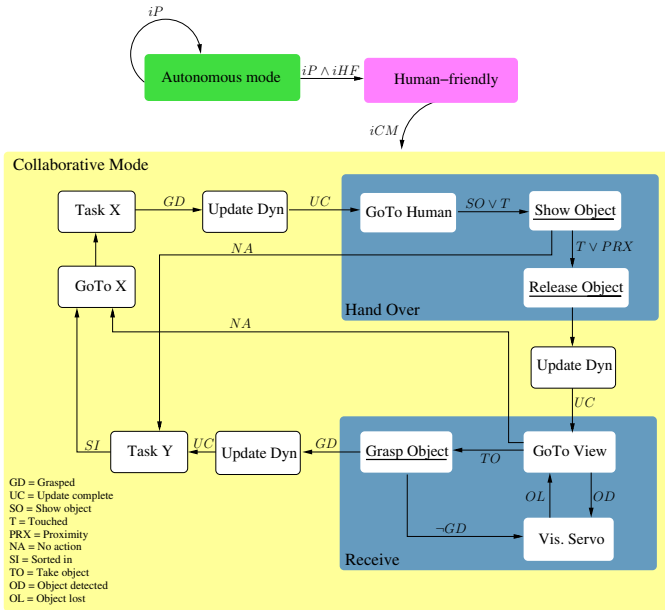 iP
Autonomous mode
iP ∧ iHF
Human−friendly
iCM
Collaborative Mode
Task X
GD
Update Dyn
UC
GoTo Human
SO ∨ T
Show Object
NA
T ∨ PRX
GoTo X
Release Object
Hand Over
NA
Update Dyn
UC
SI
Task Y
UC
Update Dyn
GD
Grasp Object
TO
GoTo View
OL
OD
¬GD
Vis. Servo
Receive
GD = Grasped
UC = Update complete
SO = Show object
T = Touched
PRX = Proximity
NA = No action
SI = Sorted in
TO = Take object
OD = Object detected
OL = Object lost